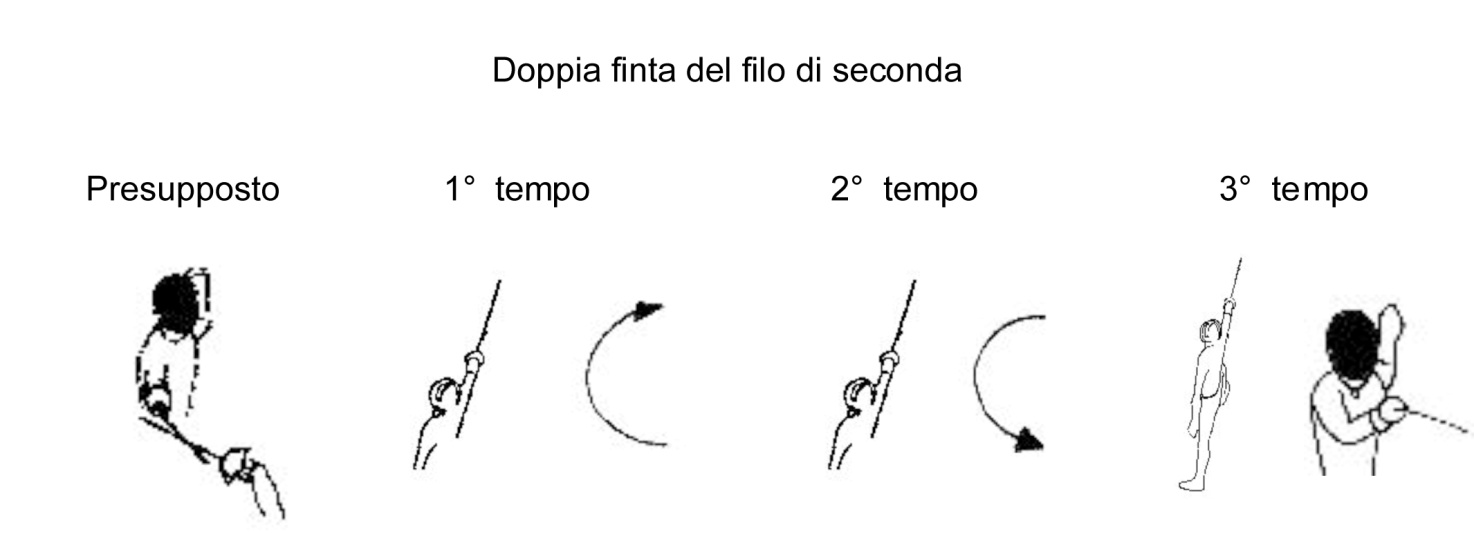 Doppia finta del filo di seconda
Presupposto 1° tempo 2° tempo 3° tempo